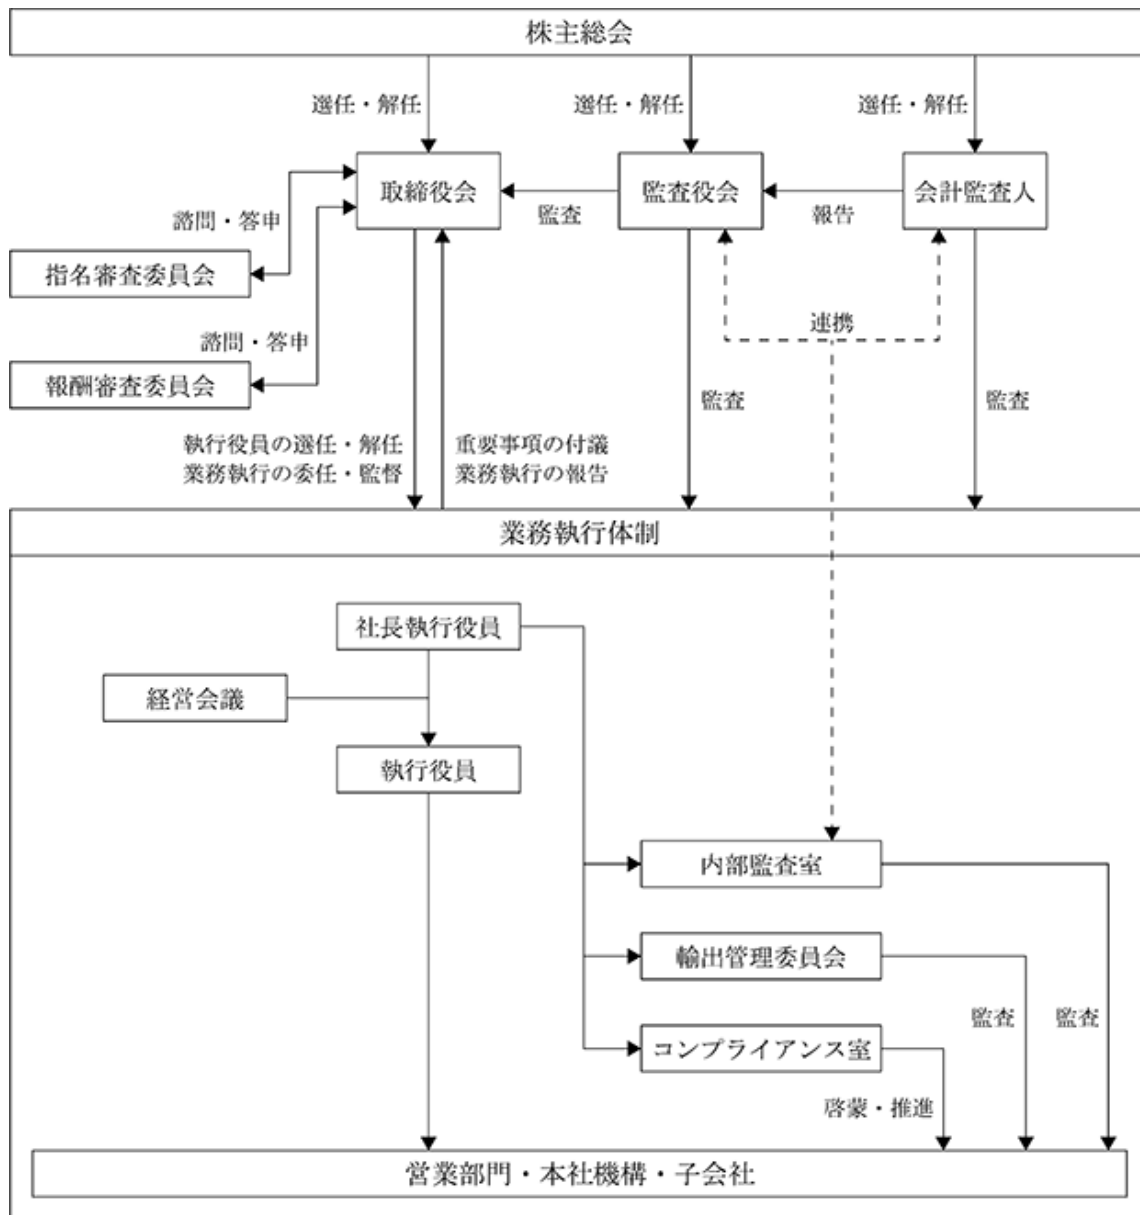 株主総会
選任・解任
選任・解任
選任・解任
取締役会
監査役会
会計監査人
監査
報告
諮問・答申
指名審査委員会
連携
諮問・答申
報酬審査委員会
監査
監査
執行役員の選任・解任
業務執行の委任・監督
重要事項の付議
業務執行の報告
業務執行体制
社長執行役員
経営会議
執行役員
内部監査室
輸出管理委員会
監査
監査
コンプライアンス室
啓蒙・推進
営業部門・本社機構・子会社